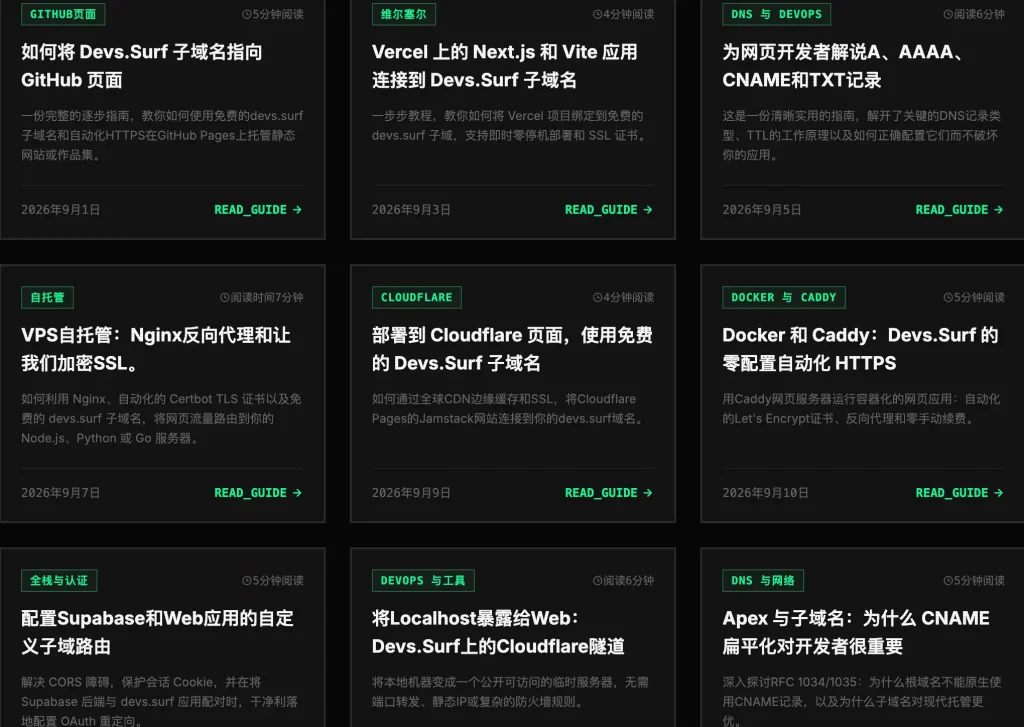 GITHUB页面
5分钟阅读
如何将 Devs.Surf 子域名指向
GitHub 页面
一份完整的逐步指南，教你如何使用免费的devs.surf
子域名和自动化HTTPS在GitHub Pages上托管静态
网站或作品集。
2026年9月1日
READ_GUIDE →
维尔塞尔
4分钟阅读
Vercel 上的 Next.js 和 Vite 应用
连接到 Devs.Surf 子域名
一步步教程，教你如何将 Vercel 项目绑定到免费的
devs.surf 子域，支持即时零停机部署和 SSL 证书。
2026年9月3日
READ_GUIDE →
DNS 与 DEVOPS
阅读6分钟
为网页开发者解说A、AAAA、
CNAME和TXT记录
这是一份清晰实用的指南，解开了关键的DNS记录类
型、TTL的工作原理以及如何正确配置它们而不破坏
你的应用。
2026年9月5日
READ_GUIDE →
自托管
阅读时间7分钟
VPS自托管：Nginx反向代理和让
我们加密SSL。
如何利用 Nginx、自动化的 Certbot TLS 证书以及免
费的 devs.surf 子域名，将网页流量路由到你的
Node.js、Python 或 Go 服务器。
2026年9月7日
READ_GUIDE →
CLOUDFLARE
4分钟阅读
部署到 Cloudflare 页面，使用免费
的 Devs.Surf 子域名
如何通过全球CDN边缘缓存和SSL，将Cloudflare
Pages的Jamstack网站连接到你的devs.surf域名。
2026年9月9日
READ_GUIDE →
DOCKER 与 CADDY
5分钟阅读
Docker 和 Caddy：Devs.Surf 的
零配置自动化 HTTPS
用Caddy网页服务器运行容器化的网页应用：自动化
的Let's Encrypt证书、反向代理和零手动续费。
2026年9月10日
READ_GUIDE →
全栈与认证
5分钟阅读
配置Supabase和Web应用的自定
义子域路由
解决 CORS 障碍，保护会话 Cookie，并在将
Supabase 后端与 devs.surf 应用配对时，干净利落
地配置 OAuth 重定向。
DEVOPS 与工具
阅读6分钟
将Localhost暴露给Web：
Devs.Surf上的Cloudflare隧道
将本地机器变成一个公开可访问的临时服务器，无需
端口转发、静态IP或复杂的防火墙规则。
DNS 与网络
5分钟阅读
Apex 与子域名：为什么 CNAME
扁平化对开发者很重要
深入探讨RFC 1034/1035：为什么根域名不能原生使
用CNAME记录，以及为什么子域名对现代托管更
优。